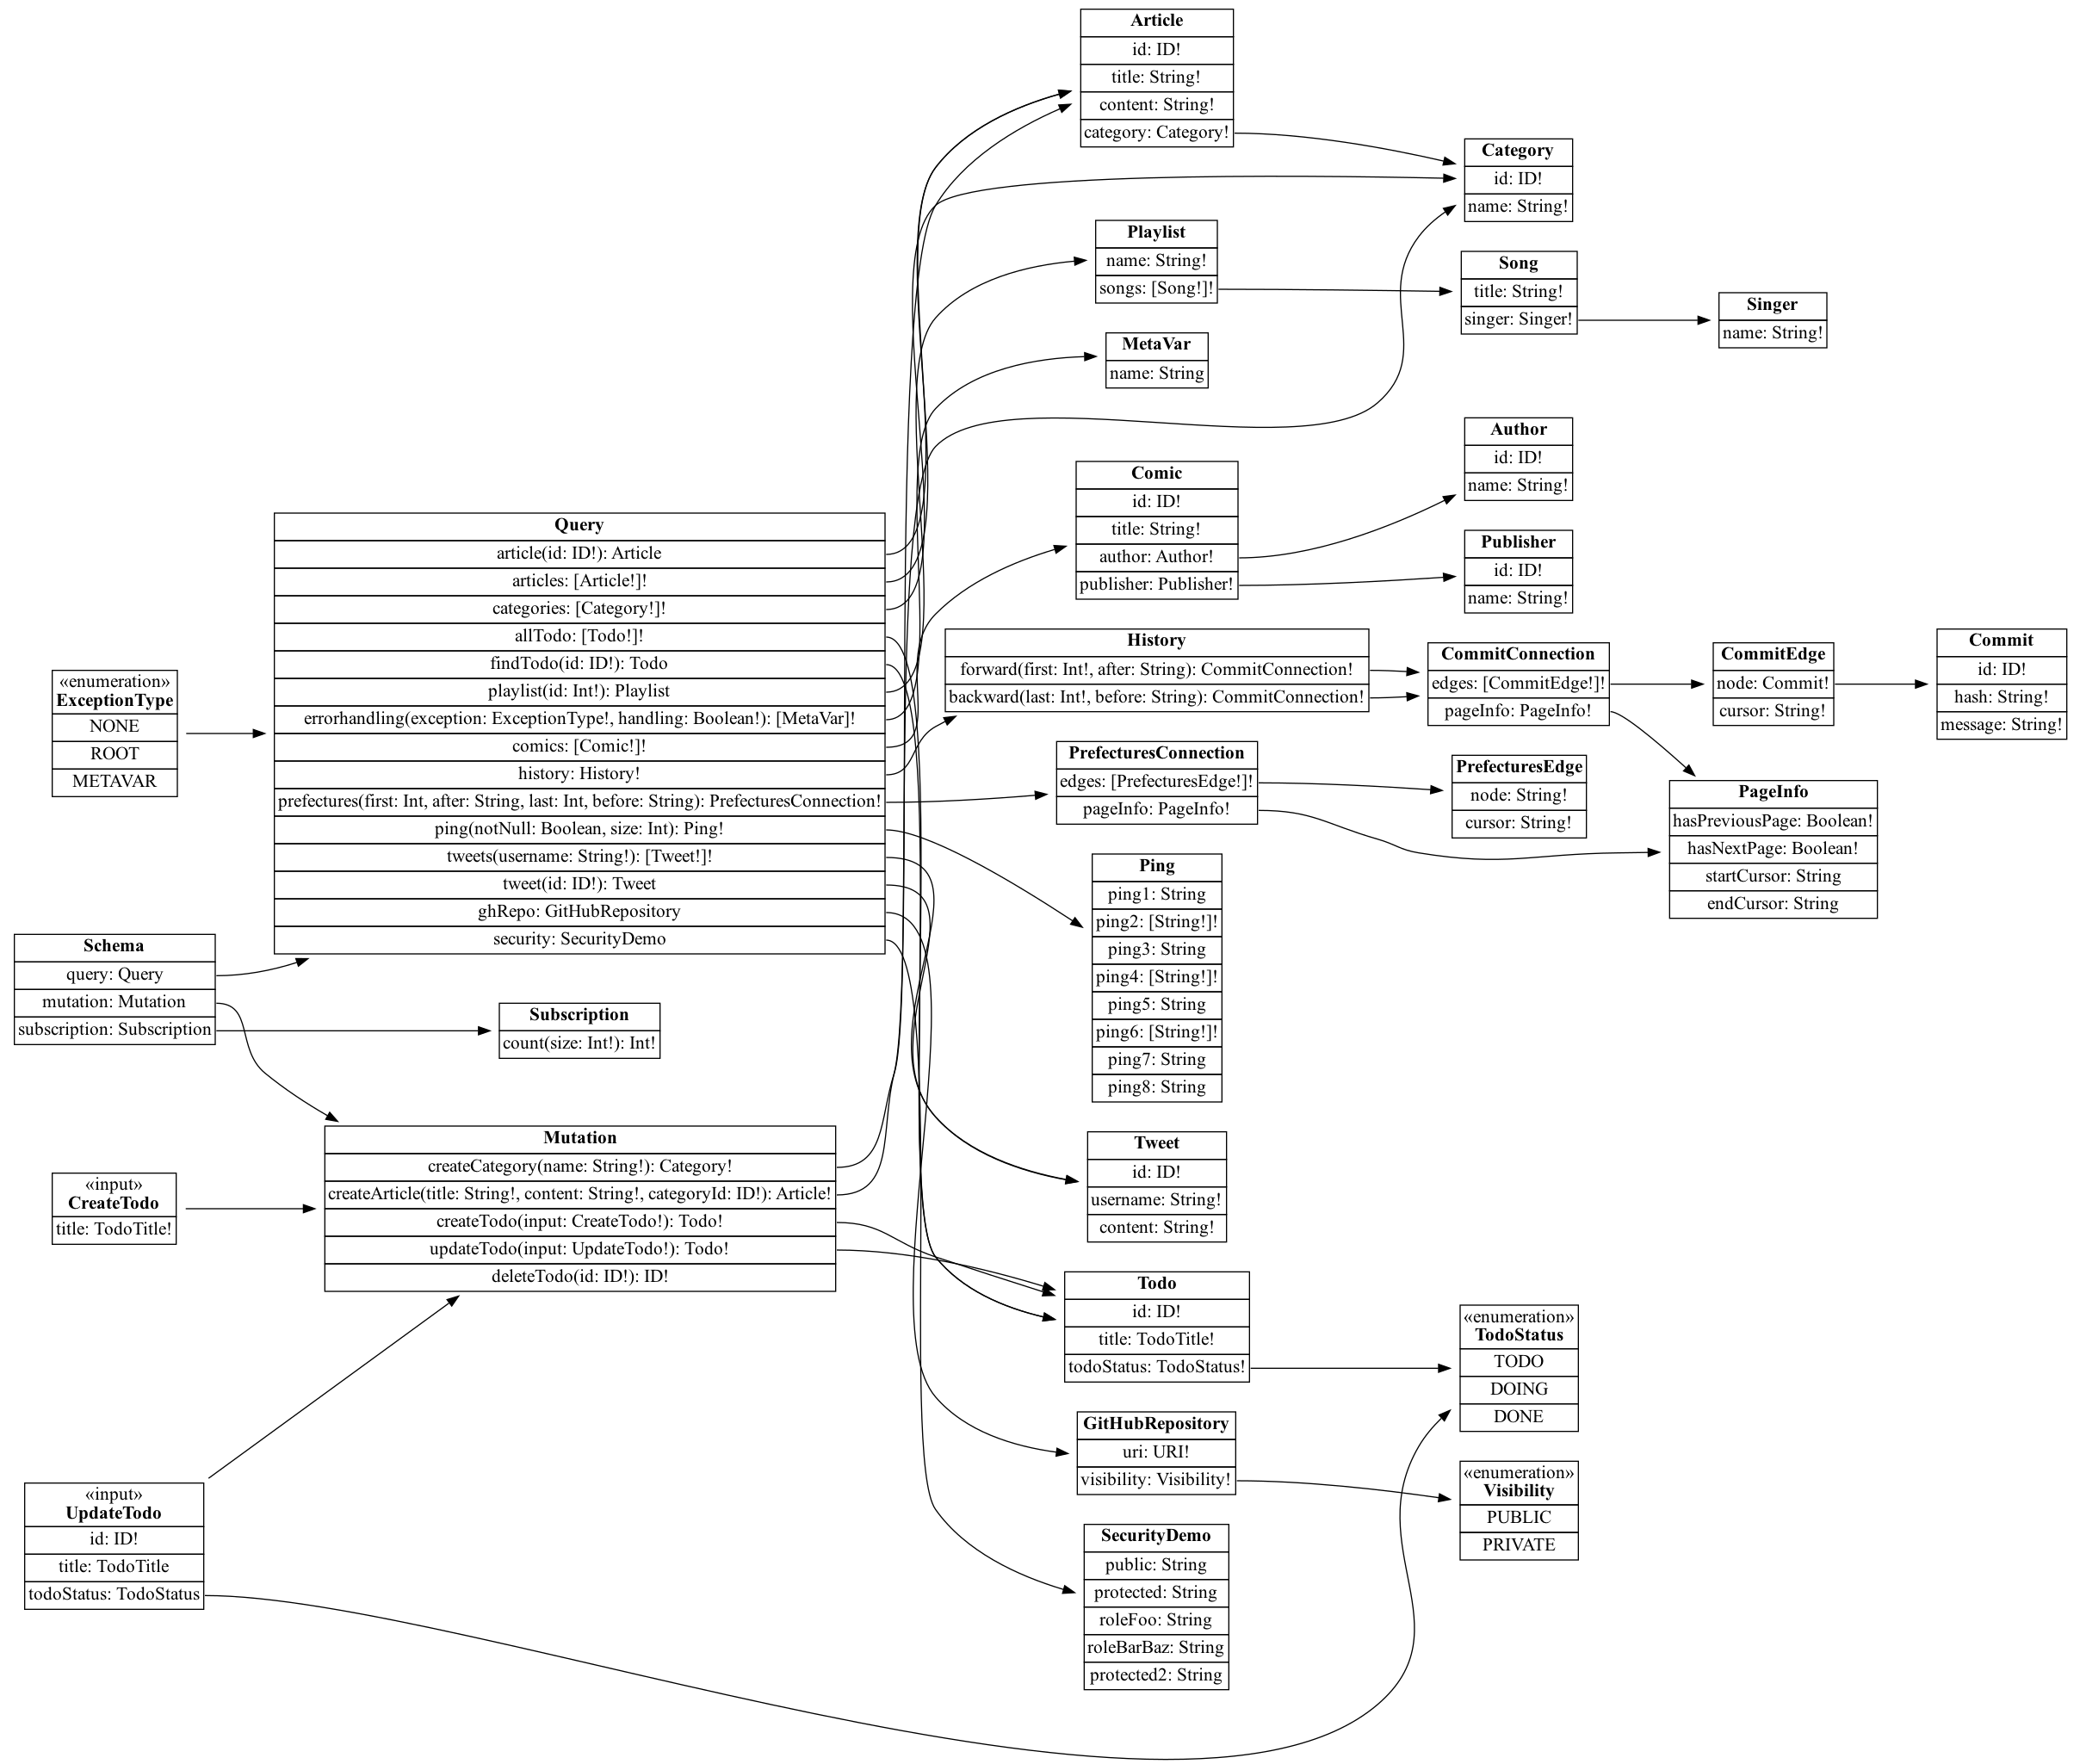 Article
id: ID!
title: String!
content: String!
category: Category!
Category
id: ID!
name: String!
Playlist
name: String!
songs: [Song!]!
Song
title: String!
singer: Singer!
Singer
name: String!
MetaVar
name: String
Author
id: ID!
name: String!
Comic
id: ID!
title: String!
author: Author!
publisher: Publisher!
Publisher
id: ID!
name: String!
Query
article(id: ID!): Article
articles: [Article!]!
categories: [Category!]!
allTodo: [Todo!]!
findTodo(id: ID!): Todo
playlist(id: Int!): Playlist
errorhandling(exception: ExceptionType!, handling: Boolean!): [MetaVar]!
comics: [Comic!]!
history: History!
prefectures(first: Int, after: String, last: Int, before: String): PrefecturesConnection!
ping(notNull: Boolean, size: Int): Ping!
tweets(username: String!): [Tweet!]!
tweet(id: ID!): Tweet
ghRepo: GitHubRepository
security: SecurityDemo
«enumeration»
ExceptionType
NONE
ROOT
METAVAR
History
forward(first: Int!, after: String): CommitConnection!
backward(last: Int!, before: String): CommitConnection!
CommitConnection
edges: [CommitEdge!]!
pageInfo: PageInfo!
CommitEdge
node: Commit!
cursor: String!
Commit
id: ID!
hash: String!
message: String!
PrefecturesConnection
edges: [PrefecturesEdge!]!
pageInfo: PageInfo!
PrefecturesEdge
node: String!
cursor: String!
PageInfo
hasPreviousPage: Boolean!
hasNextPage: Boolean!
startCursor: String
endCursor: String
Ping
ping1: String
ping2: [String!]!
ping3: String
ping4: [String!]!
ping5: String
ping6: [String!]!
ping7: String
ping8: String
Schema
query: Query
mutation: Mutation
subscription: Subscription
Subscription
count(size: Int!): Int!
Mutation
createCategory(name: String!): Category!
createArticle(title: String!, content: String!, categoryId: ID!): Article!
createTodo(input: CreateTodo!): Todo!
updateTodo(input: UpdateTodo!): Todo!
deleteTodo(id: ID!): ID!
«input»
CreateTodo
title: TodoTitle!
Tweet
id: ID!
username: String!
content: String!
Todo
id: ID!
title: TodoTitle!
todoStatus: TodoStatus!
«enumeration»
TodoStatus
TODO
DOING
DONE
GitHubRepository
uri: URI!
visibility: Visibility!
«enumeration»
Visibility
PUBLIC
PRIVATE
«input»
UpdateTodo
id: ID!
title: TodoTitle
todoStatus: TodoStatus
SecurityDemo
public: String
protected: String
roleFoo: String
roleBarBaz: String
protected2: String